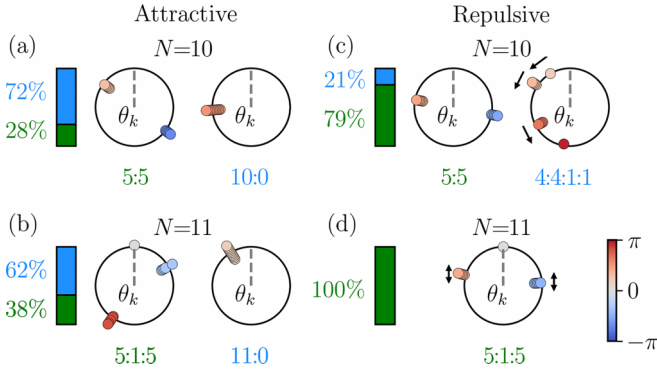 Attractive
Repulsive
(a)
N=10
72%
28%
θk
θk
5:5
10:0
(c)
N=10
21%
79%
θk
θk
5:5
4:4:1:1
(b)
N=11
62%
38%
θk
θk
5:1:5
11:0
(d)
N=11
100%
θk
5:1:5
π
0
−π